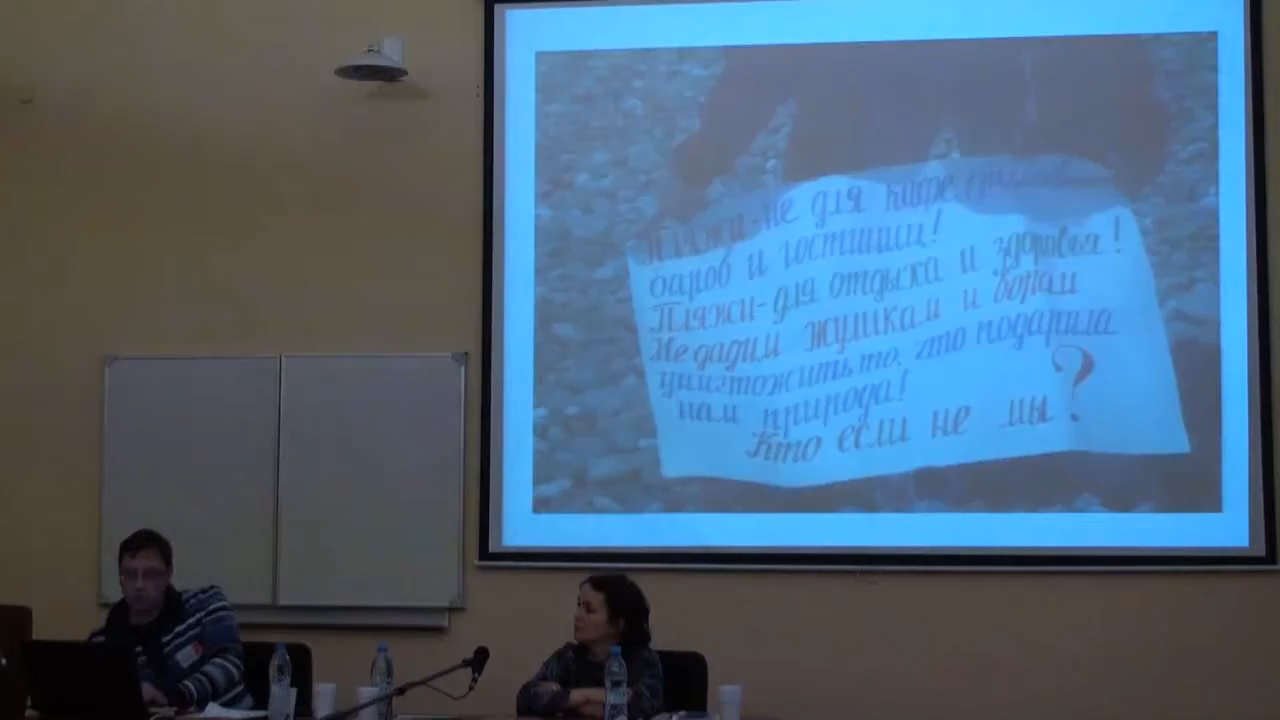 Пляжи-не для кафе,
баров и гостиниц!
Пляжи-для отдыха и здоровья!
Не дадим жуликам и ворам
уничтожить то, что подарила
нам природа!
Кто если не мы?